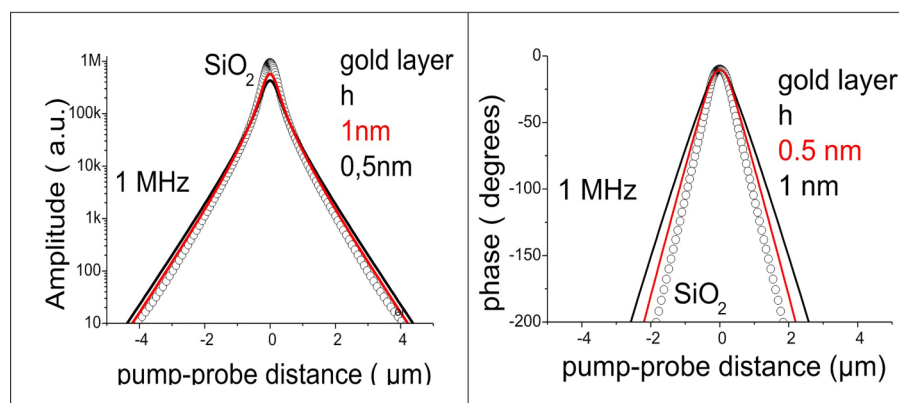 1M
100k
10k
1k
100
10
Amplitude ( a.u.)
SiO2
gold layer
h
1nm
0,5nm
1 MHz
-4 -2 0 2 4
pump-probe distance ( μm)
0
-50
-100
-150
-200
phase ( degrees)
gold layer
h
0.5 nm
1 nm
1 MHz
SiO2
-4 -2 0 2 4
pump-probe distance (μm)